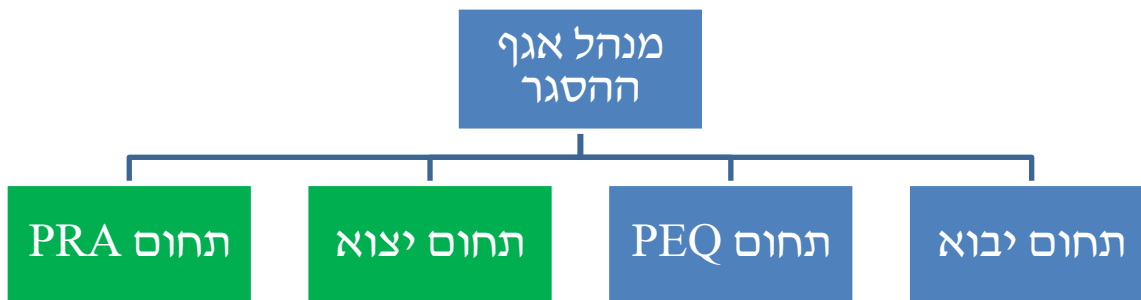 מנהל אגף
ההסגר
תחום יבוא
תחום PEQ
תחום יצוא
תחום PRA